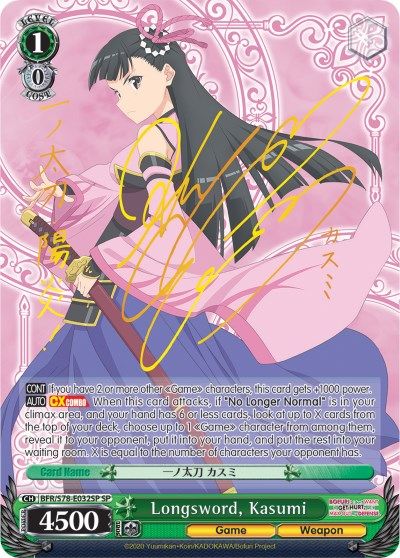 LEVEL
1
0
COST
一ノ太刀 陽炎
カスミ
CONT If you have 2 or more other «Game» characters, this card gets +1000 power.
AUTO CX COMBO When this card attacks, if "No Longer Normal" is in your
climax area, and your hand has 6 or less cards, look at up to X cards from
the top of your deck, choose up to 1 «Game» character from among them,
reveal it to your opponent, put it into your hand, and put the rest into your
waiting room. X is equal to the number of your «Game» characters.
Card Name
一ノ太刀 カスミ
CH BFR/S78-E032SP SP
4500
Longsword, Kasumi
Game
Weapon
©2020 Yuumikan・Koin/KADOKAWA/Bofuri Project